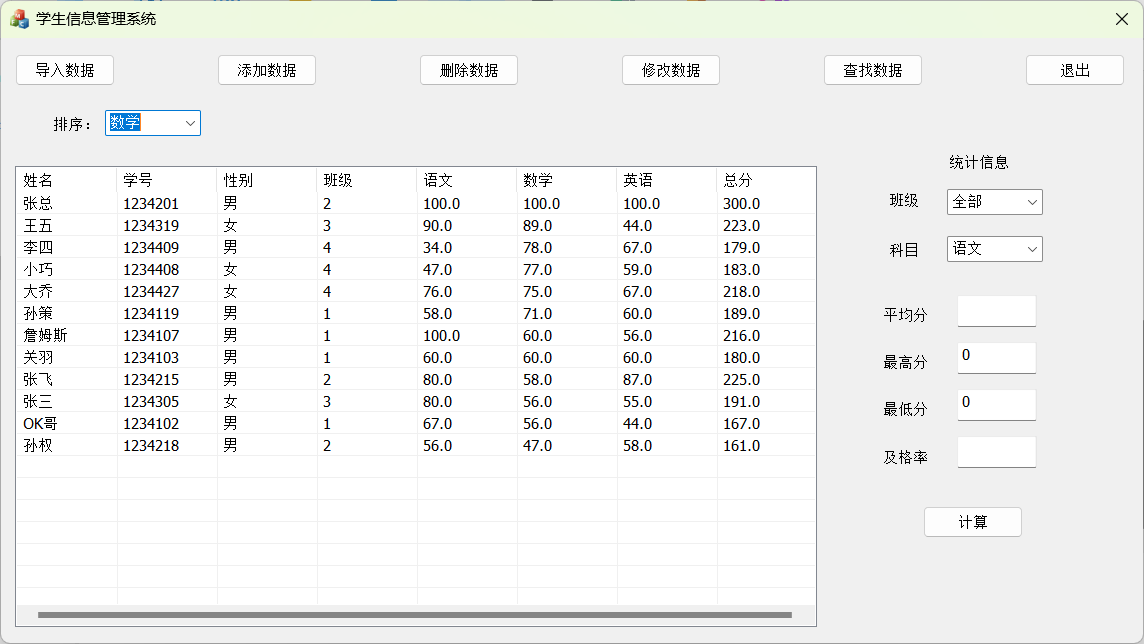 学生信息管理系统
导入数据 添加数据 删除数据 修改数据 查找数据 退出
排序： 数学
姓名 学号 性别 班级 语文 数学 英语 总分
张总 1234201 男 2 100.0 100.0 100.0 300.0
王五 1234319 女 3 90.0 89.0 44.0 223.0
李四 1234409 男 4 34.0 78.0 67.0 179.0
小巧 1234408 女 4 47.0 77.0 59.0 183.0
大乔 1234427 女 4 76.0 75.0 67.0 218.0
孙策 1234119 男 1 58.0 71.0 60.0 189.0
詹姆斯 1234107 男 1 100.0 60.0 56.0 216.0
关羽 1234103 男 1 60.0 60.0 60.0 180.0
张飞 1234215 男 2 80.0 58.0 87.0 225.0
张三 1234305 女 3 80.0 56.0 55.0 191.0
OK哥 1234102 男 1 67.0 56.0 44.0 167.0
孙权 1234218 男 2 56.0 47.0 58.0 161.0
统计信息
班级 全部
科目 语文
平均分
最高分 0
最低分 0
及格率
计算